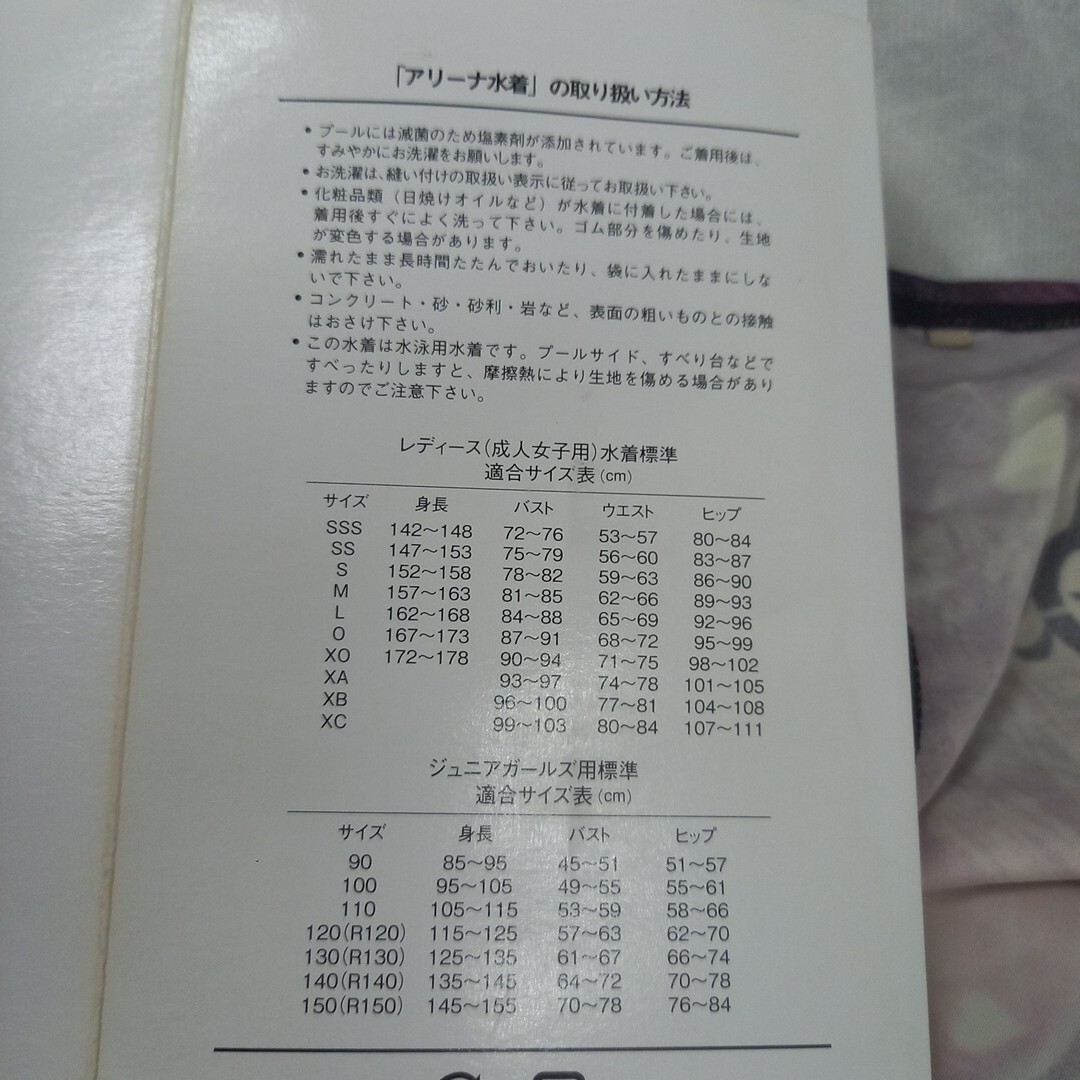 「アリーナ水着」の取り扱い方法
• プールには滅菌のため塩素剤が添加されています。ご着用後は、
すみやかにお洗濯をお願いします。
• お洗濯は、縫い付けの取扱い表示に従ってお取扱い下さい。
• 化粧品類（日焼けオイルなど）が水着に付着した場合には、
着用後すぐによく洗って下さい。ゴム部分を傷めたり、生地
が変色する場合があります。
• 濡れたまま長時間たたんでおいたり、袋に入れたままにしな
いで下さい。
• コンクリート・砂・砂利・岩など、表面の粗いものとの接触
はおさけ下さい。
• この水着は水泳用水着です。プールサイド、すべり台などで
すべったりしますと、摩擦熱により生地を傷める場合があり
ますのでご注意下さい。
レディース(成人女子用)水着標準
適合サイズ表(cm)
サイズ 身長 バスト ウエスト ヒップ
SSS 142〜148 72〜76 53〜57 80〜84
SS 147〜153 75〜79 56〜60 83〜87
S 152〜158 78〜82 59〜63 86〜90
M 157〜163 81〜85 62〜66 89〜93
L 162〜168 84〜88 65〜69 92〜96
O 167〜173 87〜91 68〜72 95〜99
XO 172〜178 90〜94 71〜75 98〜102
XA 93〜97 74〜78 101〜105
XB 96〜100 77〜81 104〜108
XC 99〜103 80〜84 107〜111
ジュニアガールズ用標準
適合サイズ表(cm)
サイズ 身長 バスト ヒップ
90 85〜95 45〜51 51〜57
100 95〜105 49〜55 55〜61
110 105〜115 53〜59 58〜66
120(R120) 115〜125 57〜63 62〜70
130(R130) 125〜135 61〜67 66〜74
140(R140) 135〜145 64〜72 70〜78
150(R150) 145〜155 70〜78 76〜84